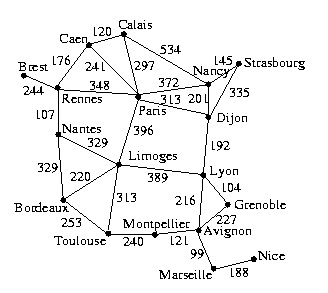 Calais
120
Caen
534
176
Brest
241
297
145
Strasbourg
372
Nancy
244
348
313
201
335
Rennes
Paris
107
Dijon
Nantes
396
329
192
Limoges
329
220
389
Lyon
104
313
216
Grenoble
Bordeaux
253
Montpellier
227
Toulouse
240
121
Avignon
99
Nice
Marseille
188